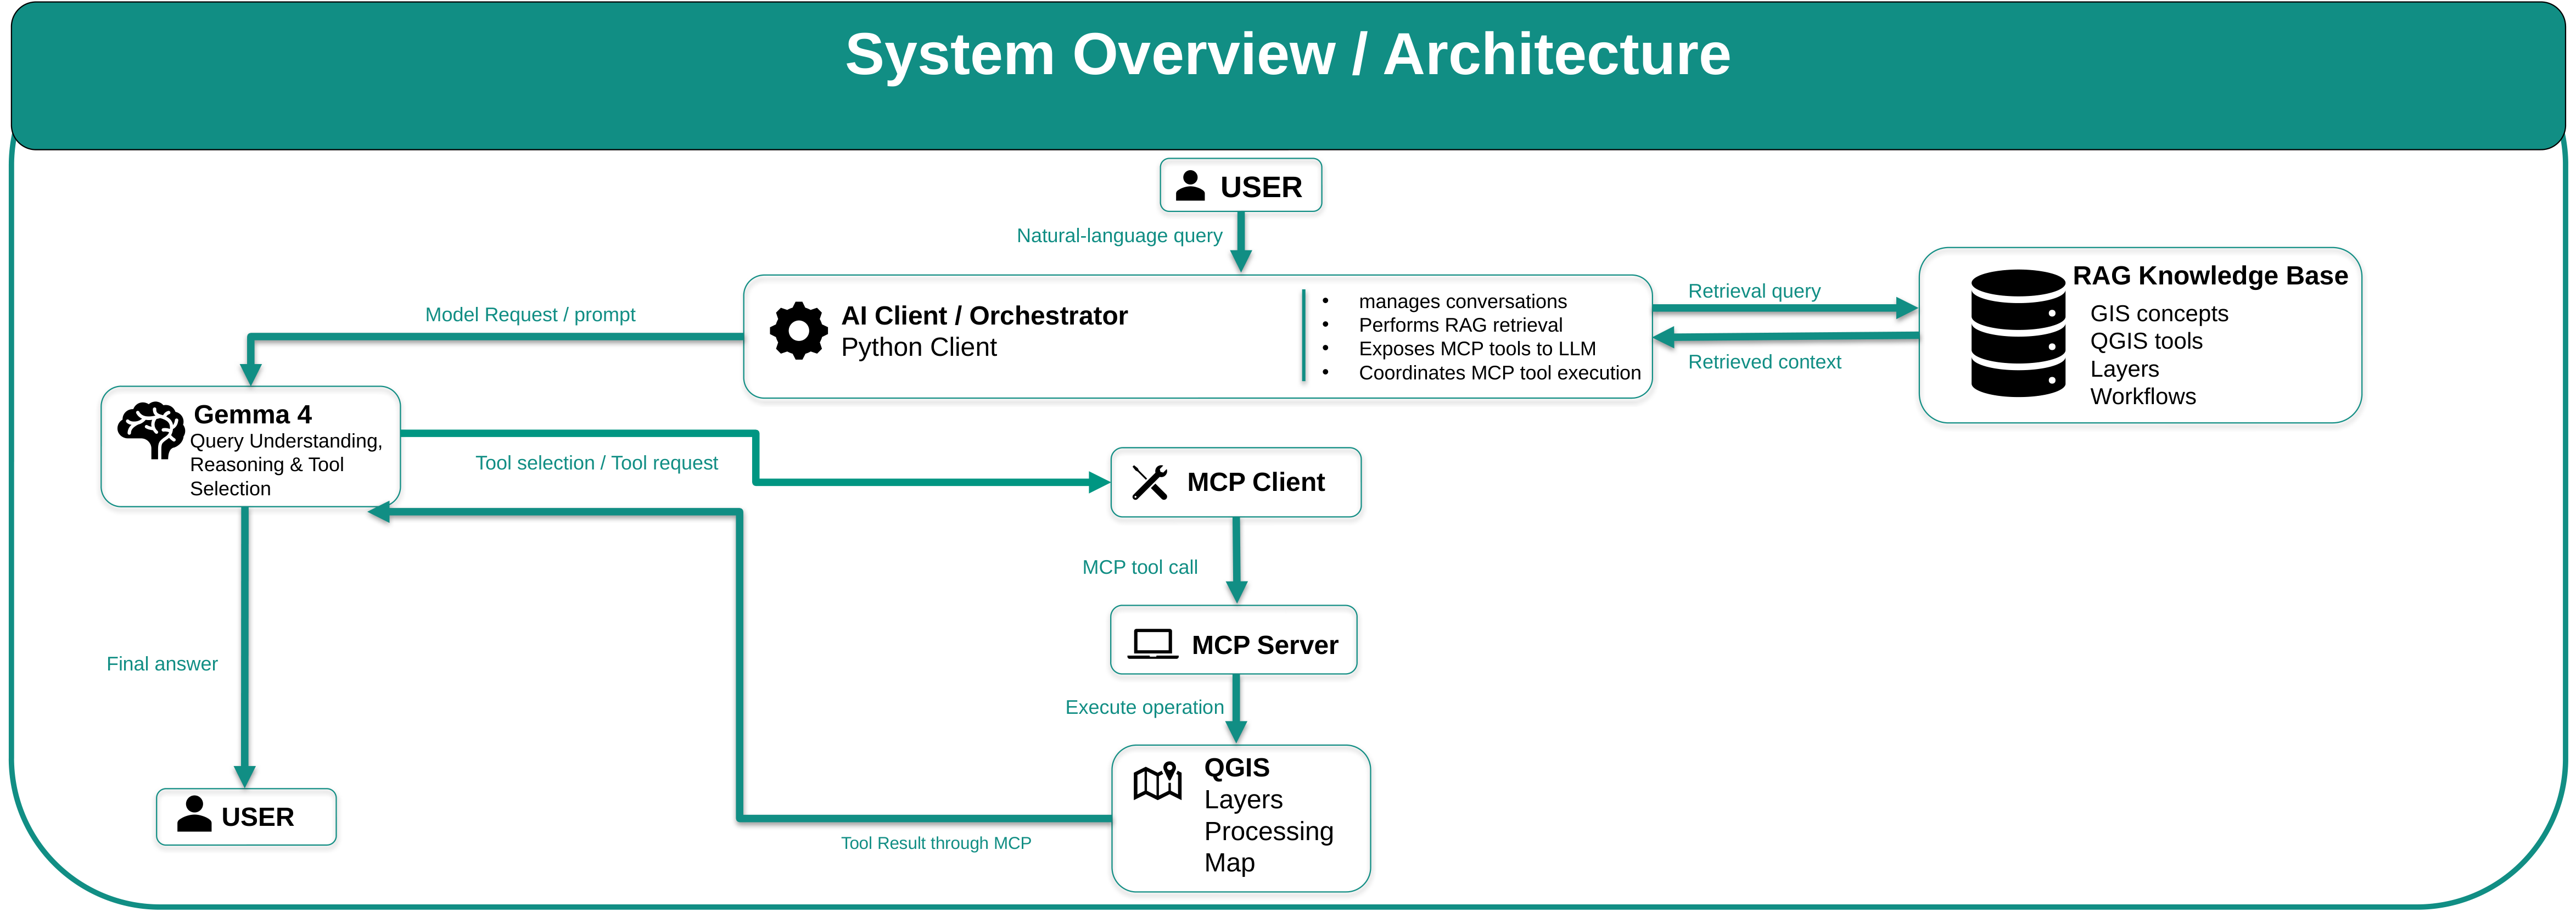 System Overview / Architecture
USER
Natural-language query
AI Client / Orchestrator
Python Client
• manages conversations
• Performs RAG retrieval
• Exposes MCP tools to LLM
• Coordinates MCP tool execution
Retrieval query
Retrieved context
RAG Knowledge Base
GIS concepts
QGIS tools
Layers
Workflows
Model Request / prompt
Gemma 4
Query Understanding,
Reasoning & Tool
Selection
Tool selection / Tool request
MCP Client
MCP tool call
MCP Server
Execute operation
QGIS
Layers
Processing
Map
Tool Result through MCP
Final answer
USER